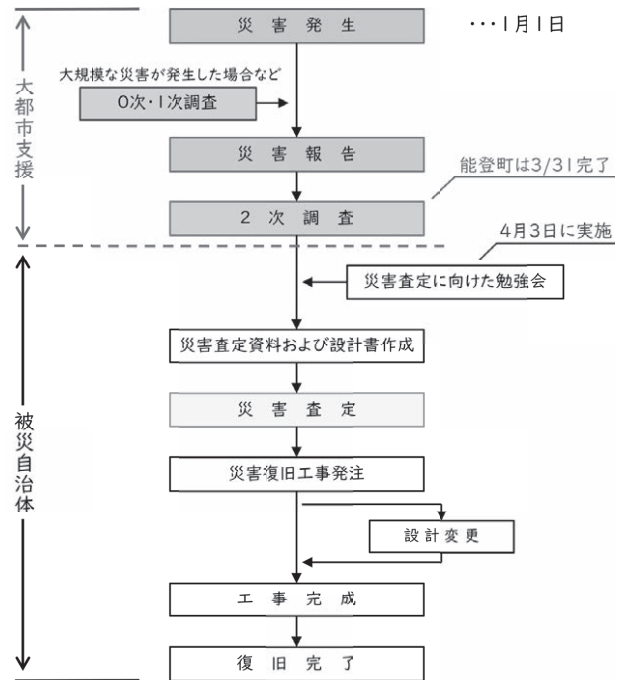 災害発生
･･･1月1日
大規模な災害が発生した場合など
0次・1次調査
大都市支援
災害報告
能登町は3/31完了
2次調査
4月3日に実施
災害査定に向けた勉強会
災害査定資料および設計書作成
災害査定
被災自治体
災害復旧工事発注
設計変更
工事完成
復旧完了